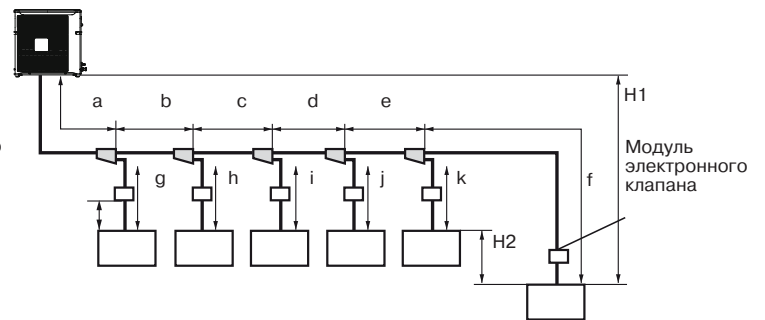 a b c d e H1
Модуль
электронного
клапана
g h i j k f
H2